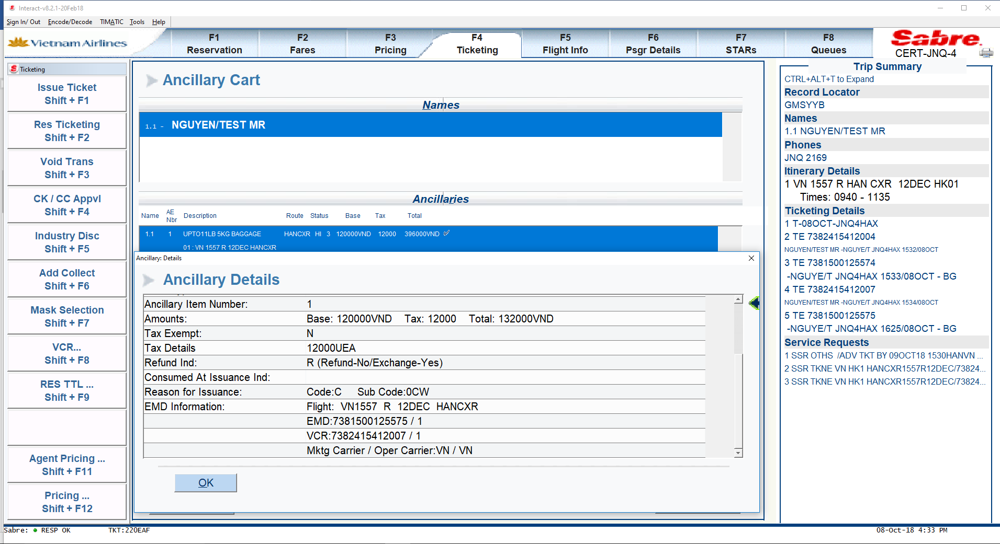 Interact-v8.2.1-20Feb18
Sign In/ Out Encode/Decode TIMATIC Tools Help
Vietnam Airlines
F1 Reservation
F2 Fares
F3 Pricing
F4 Ticketing
F5 Flight Info
F6 Psgr Details
F7 STARs
F8 Queues
Sabre.
CERT-JNQ-4
Ticketing
Issue Ticket
Shift + F1
Res Ticketing
Shift + F2
Void Trans
Shift + F3
CK / CC Appvl
Shift + F4
Industry Disc
Shift + F5
Add Collect
Shift + F6
Mask Selection
Shift + F7
VCR...
Shift + F8
RES TTL ...
Shift + F9
Agent Pricing ...
Shift + F11
Pricing ...
Shift + F12
Ancillary Cart
Names
1.1 - NGUYEN/TEST MR
Ancillaries
Name AE Nbr Description Route Status Base Tax Total
1.1 1 UPTO11LB 5KG BAGGAGE HANCXR HI 3 120000VND 12000 396000VND
01 : VN 1557 R 12DEC HANCXR
Ancillary: Details
Ancillary Details
Ancillary Item Number: 1
Amounts: Base: 120000VND Tax: 12000 Total: 132000VND
Tax Exempt: N
Tax Details 12000UEA
Refund Ind: R (Refund-No/Exchange-Yes)
Consumed At Issuance Ind:
Reason for Issuance: Code:C Sub Code:0CW
EMD Information: Flight: VN1557 R 12DEC HANCXR
EMD:7381500125575 / 1
VCR:7382415412007 / 1
Mktg Carrier / Oper Carrier:VN / VN
OK
Trip Summary
CTRL+ALT+T to Expand
Record Locator
GMSYYB
Names
1.1 NGUYEN/TEST MR
Phones
JNQ 2169
Itinerary Details
1 VN 1557 R HAN CXR 12DEC HK01
Times: 0940 - 1135
Ticketing Details
1 T-08OCT-JNQ4HAX
2 TE 7382415412004
NGUYEN/TEST MR -NGUYE/T JNQ4HAX 1532/08OCT
3 TE 7381500125574
-NGUYE/T JNQ4HAX 1533/08OCT - BG
4 TE 7382415412007
NGUYEN/TEST MR -NGUYE/T JNQ4HAX 1534/08OCT
5 TE 7381500125575
-NGUYE/T JNQ4HAX 1625/08OCT - BG
Service Requests
1 SSR OTHS /ADV TKT BY 09OCT18 1530HANVN ...
2 SSR TKNE VN HK1 HANCXR1557R12DEC/73824...
3 SSR TKNE VN HK1 HANCXR1557R12DEC/73824...
Sabre: RESP OK TKT:220EAF 08-Oct-18 4:33 PM